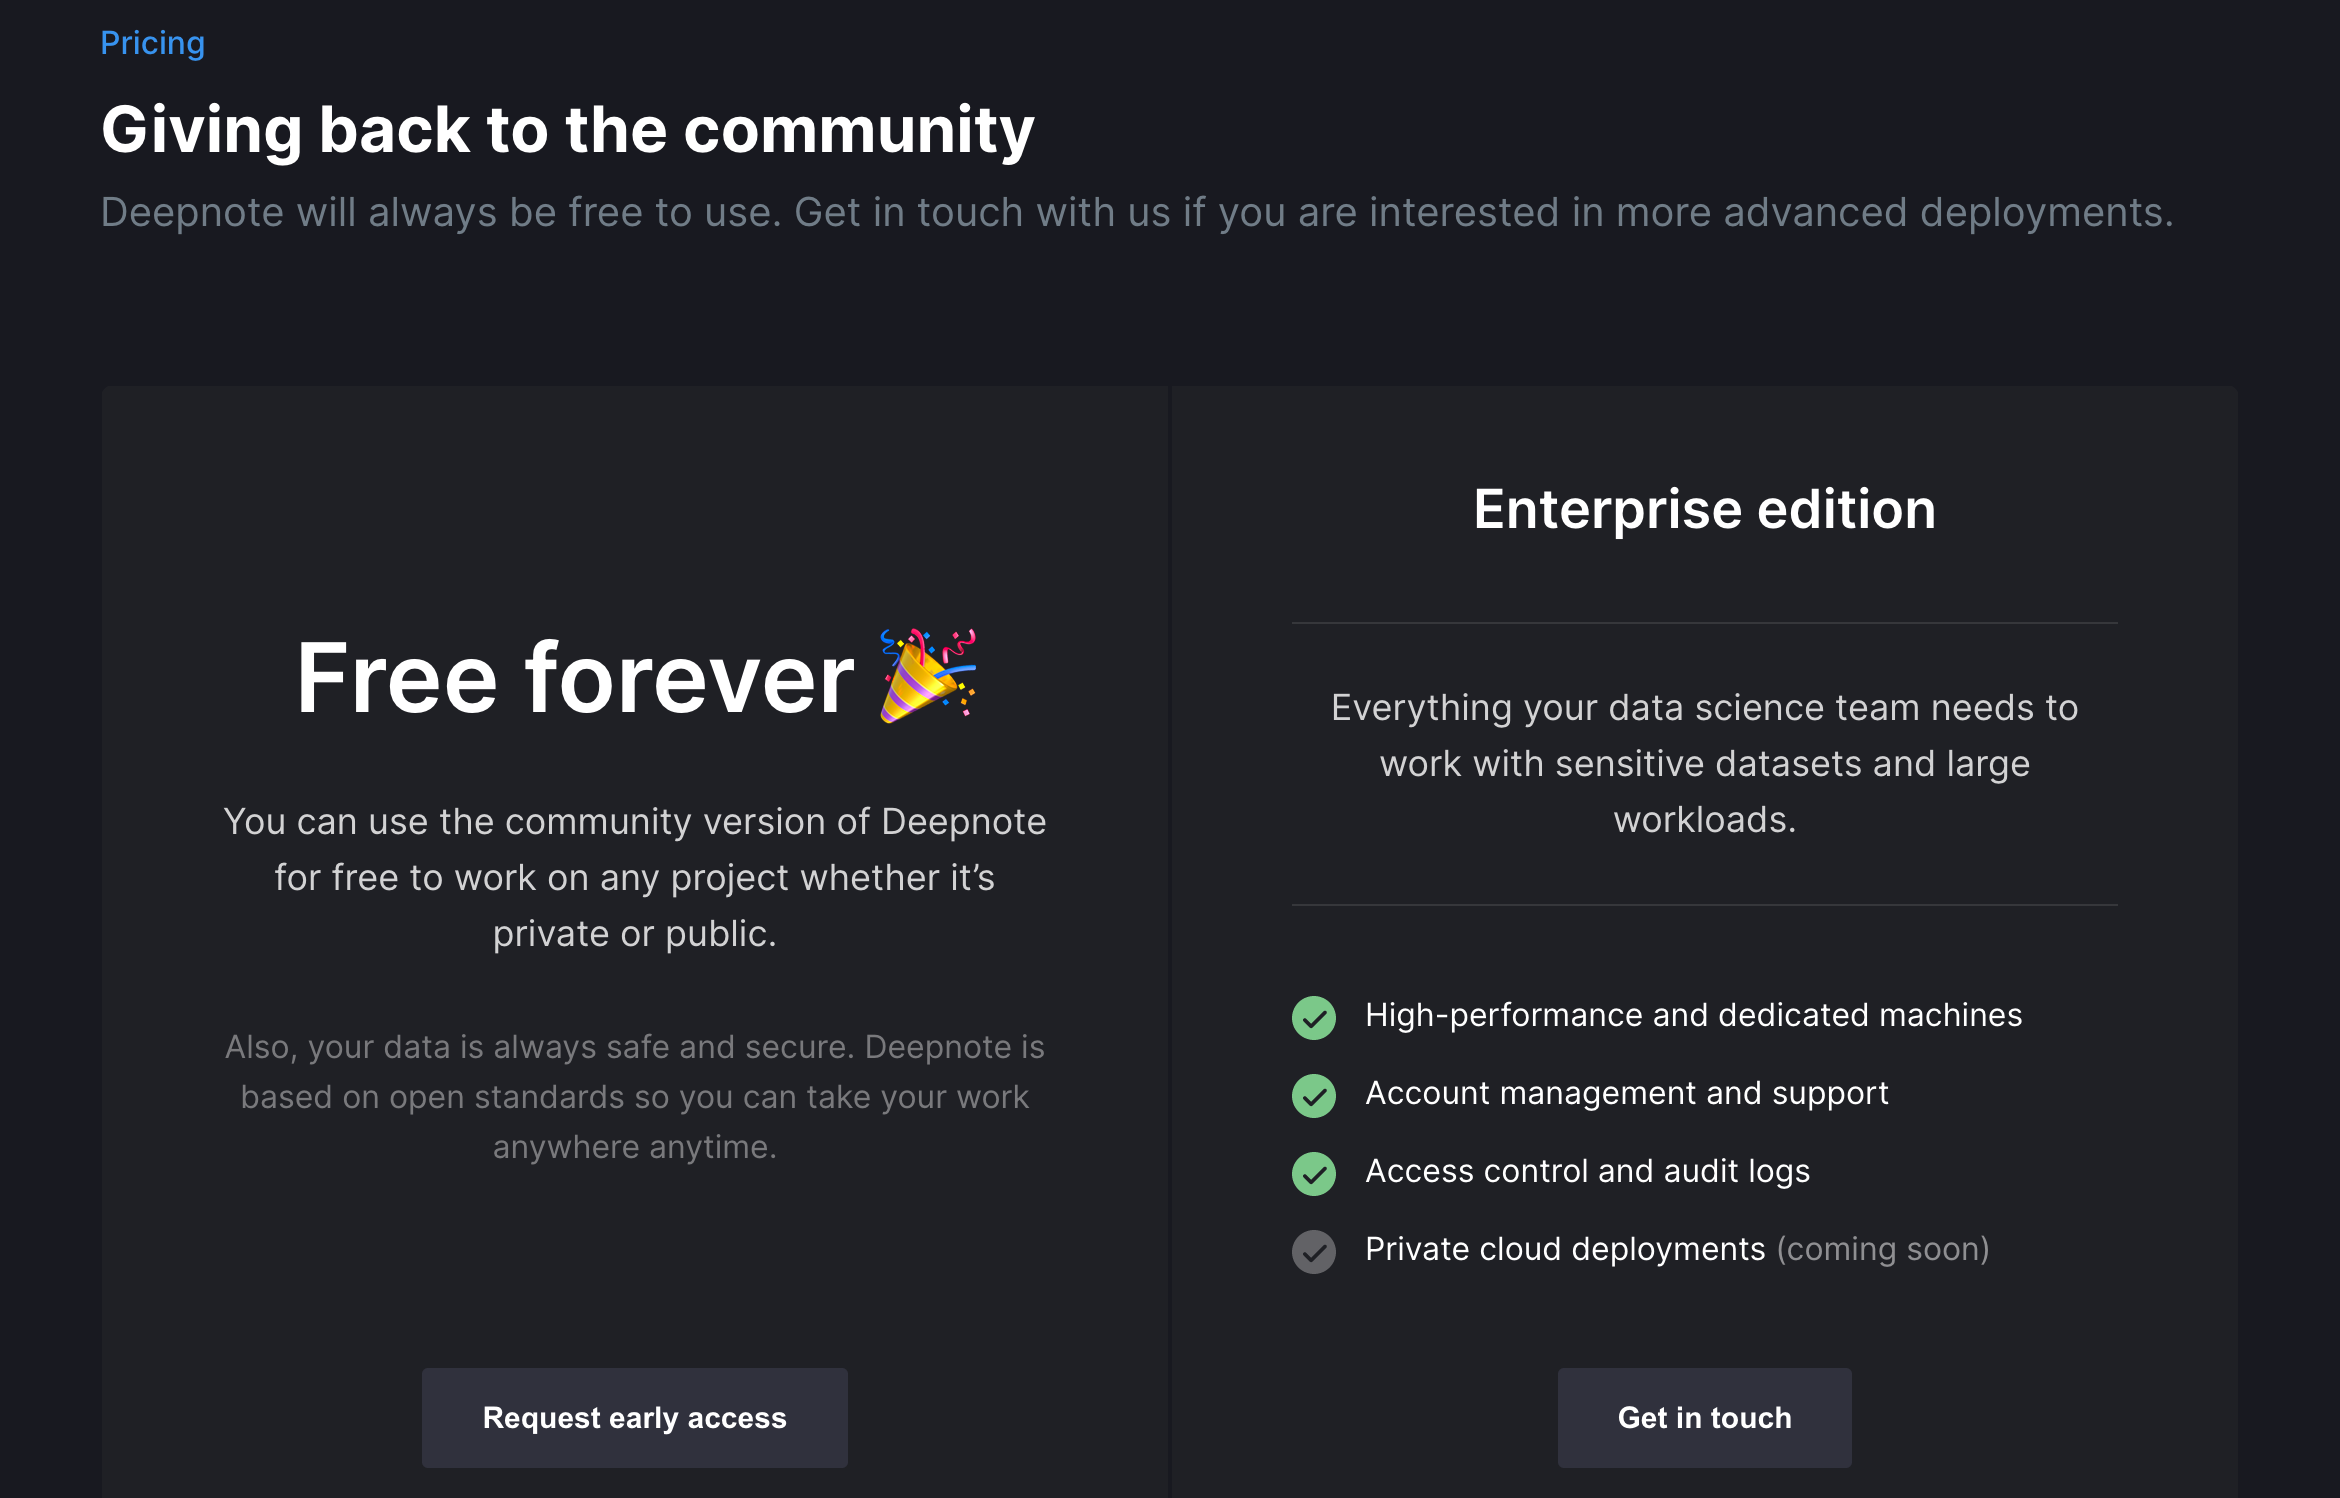 Pricing
Giving back to the community
Deepnote will always be free to use. Get in touch with us if you are interested in more advanced deployments.
Free forever 🎉
You can use the community version of Deepnote
for free to work on any project whether it’s
private or public.
Also, your data is always safe and secure. Deepnote is
based on open standards so you can take your work
anywhere anytime.
Request early access
Enterprise edition
Everything your data science team needs to
work with sensitive datasets and large
workloads.
High-performance and dedicated machines
Account management and support
Access control and audit logs
Private cloud deployments (coming soon)
Get in touch